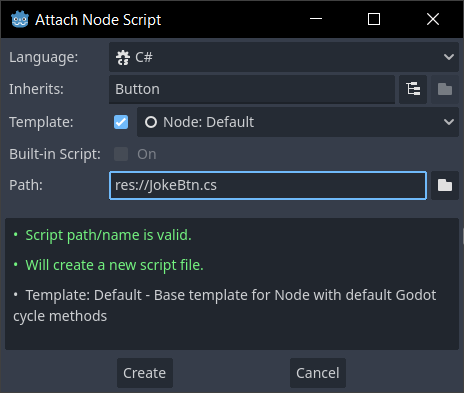 Attach Node Script
Language: C#
Inherits: Button
Template: Node: Default
Built-in Script: On
Path: res://JokeBtn.cs
• Script path/name is valid.
• Will create a new script file.
• Template: Default - Base template for Node with default Godot
cycle methods
Create Cancel